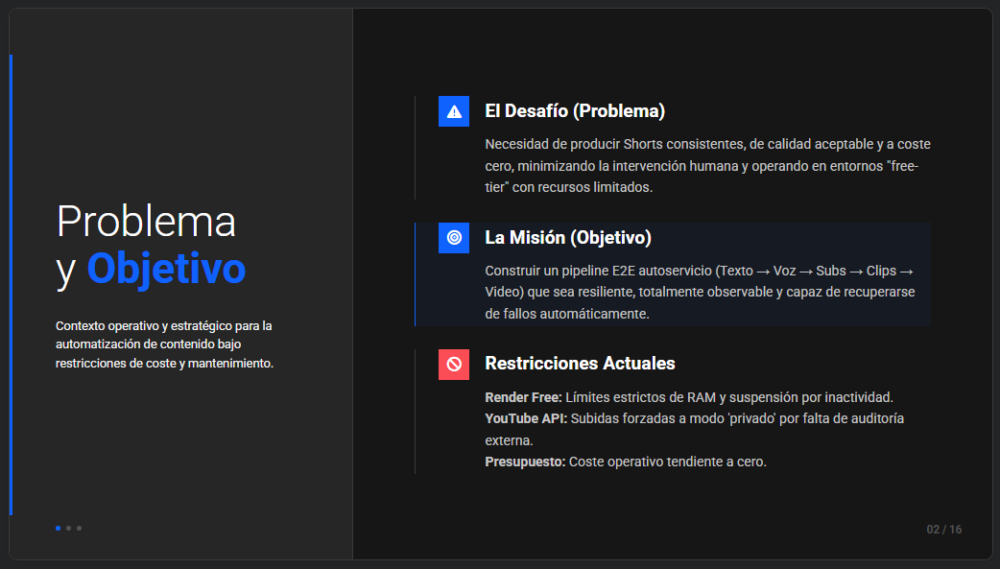 Problema
y Objetivo
Contexto operativo y estratégico para la
automatización de contenido bajo
restricciones de coste y mantenimiento.
El Desafío (Problema)
Necesidad de producir Shorts consistentes, de calidad aceptable y a coste
cero, minimizando la intervención humana y operando en entornos "free-
tier" con recursos limitados.
La Misión (Objetivo)
Construir un pipeline E2E autoservicio (Texto → Voz → Subs → Clips →
Video) que sea resiliente, totalmente observable y capaz de recuperarse
de fallos automáticamente.
Restricciones Actuales
Render Free: Límites estrictos de RAM y suspensión por inactividad.
YouTube API: Subidas forzadas a modo 'privado' por falta de auditoría
externa.
Presupuesto: Coste operativo tendiente a cero.
02 / 16